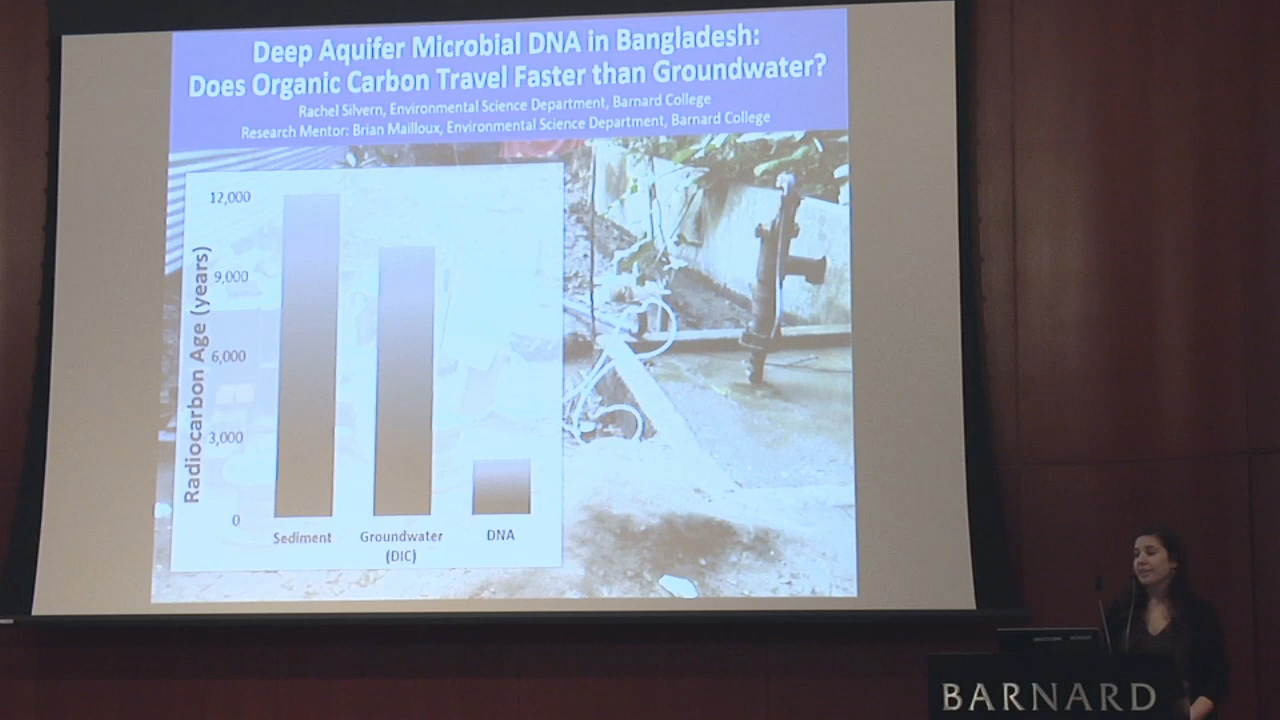 Deep Aquifer Microbial DNA in Bangladesh:
Does Organic Carbon Travel Faster than Groundwater?
Rachel Silvern, Environmental Science Department, Barnard College
Research Mentor: Brian Mailloux, Environmental Science Department, Barnard College
Radiocarbon Age (years)
12,000
9,000
6,000
3,000
0
Sediment
Groundwater
(DIC)
DNA
BARNARD